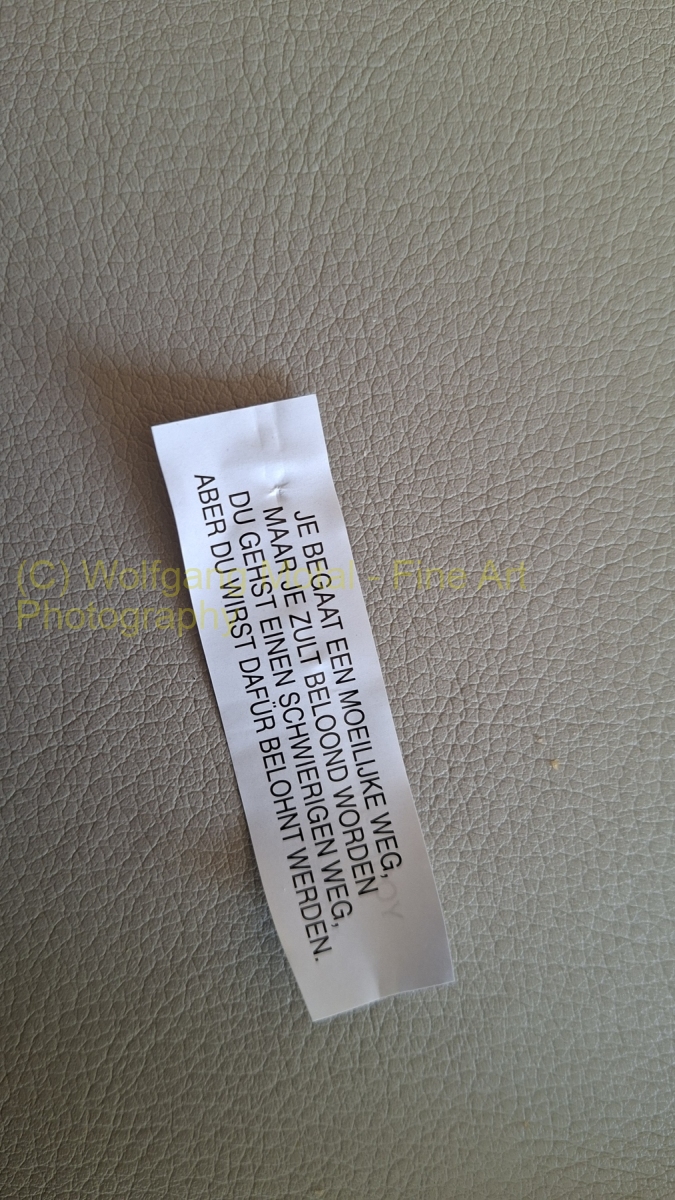 JE BEGAAT EEN MOEILIJKE WEG,
MAAR JE ZULT BELOOND WORDEN
DU GEHST EINEN SCHWIERIGEN WEG,
ABER DU WIRST DAFÜR BELOHNT WERDEN.
(C) Wolfgang Motal - Fine Art
Photography